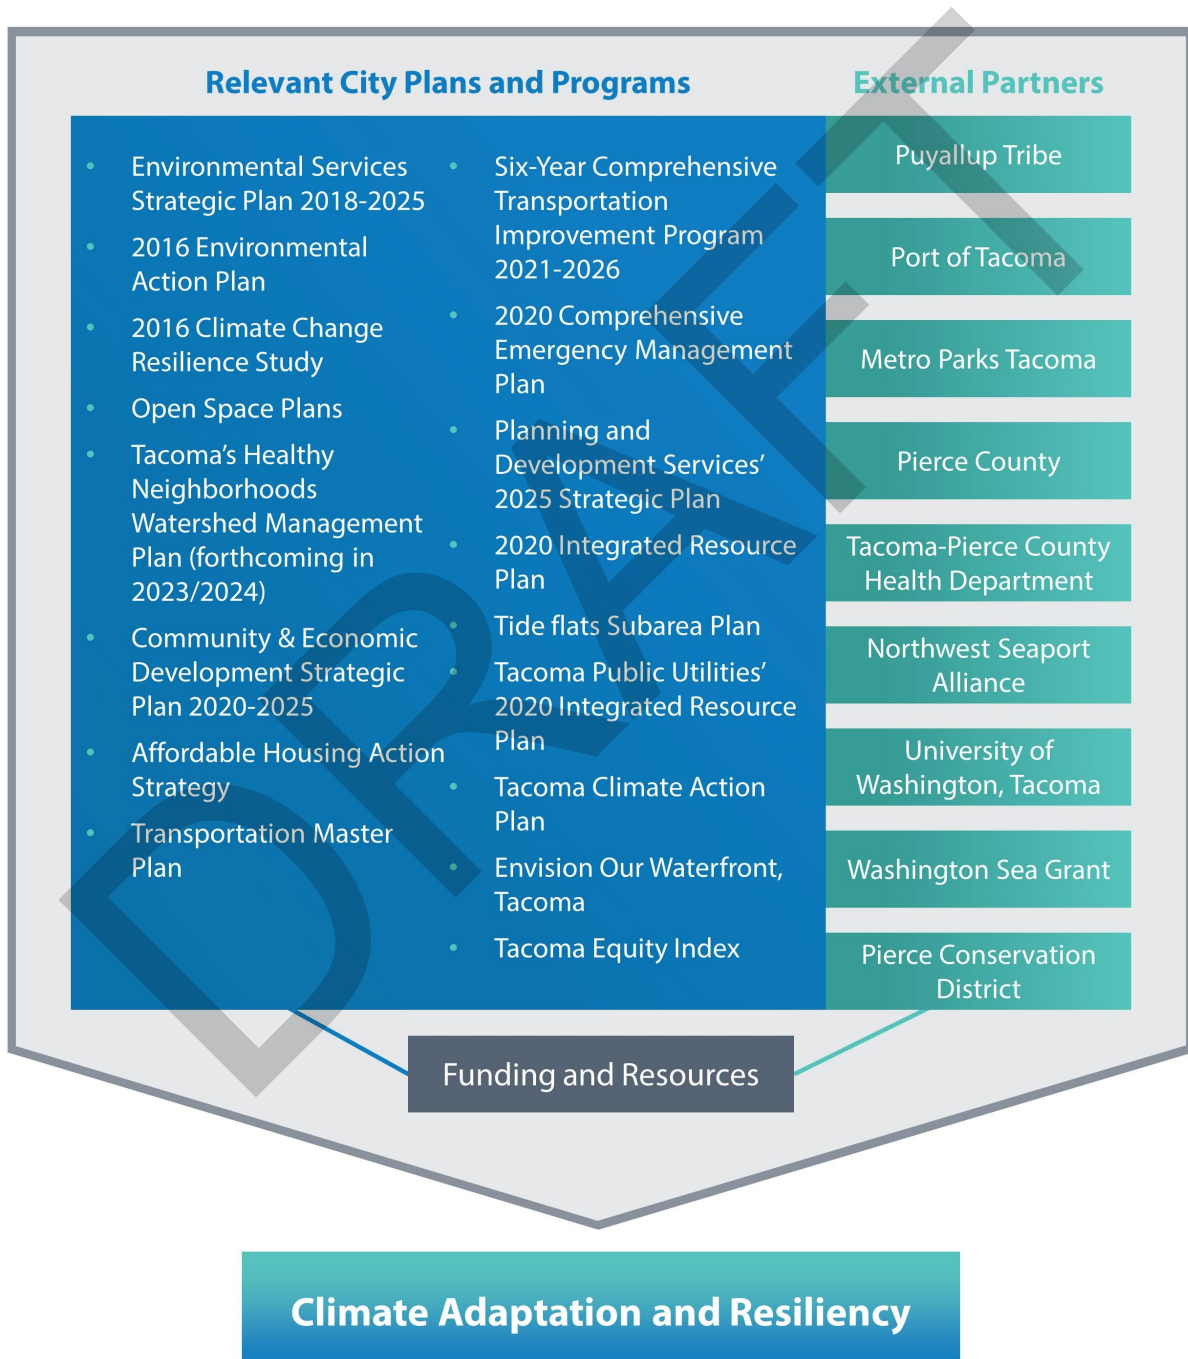 Relevant City Plans and Programs
• Environmental Services
Strategic Plan 2018-2025
• 2016 Environmental
Action Plan
• 2016 Climate Change
Resilience Study
• Open Space Plans
• Tacoma’s Healthy
Neighborhoods
Watershed Management
Plan (forthcoming in
2023/2024)
• Community & Economic
Development Strategic
Plan 2020-2025
• Affordable Housing Action
Strategy
• Transportation Master
Plan
• Six-Year Comprehensive
Transportation
Improvement Program
2021-2026
• 2020 Comprehensive
Emergency Management
Plan
• Planning and
Development Services’
2025 Strategic Plan
• 2020 Integrated Resource
Plan
• Tide flats Subarea Plan
• Tacoma Public Utilities’
2020 Integrated Resource
Plan
• Tacoma Climate Action
Plan
• Envision Our Waterfront,
Tacoma
• Tacoma Equity Index
External Partners
Puyallup Tribe
Port of Tacoma
Metro Parks Tacoma
Pierce County
Tacoma-Pierce County
Health Department
Northwest Seaport
Alliance
University of
Washington, Tacoma
Washington Sea Grant
Pierce Conservation
District
Funding and Resources
Climate Adaptation and Resiliency
DRAFT